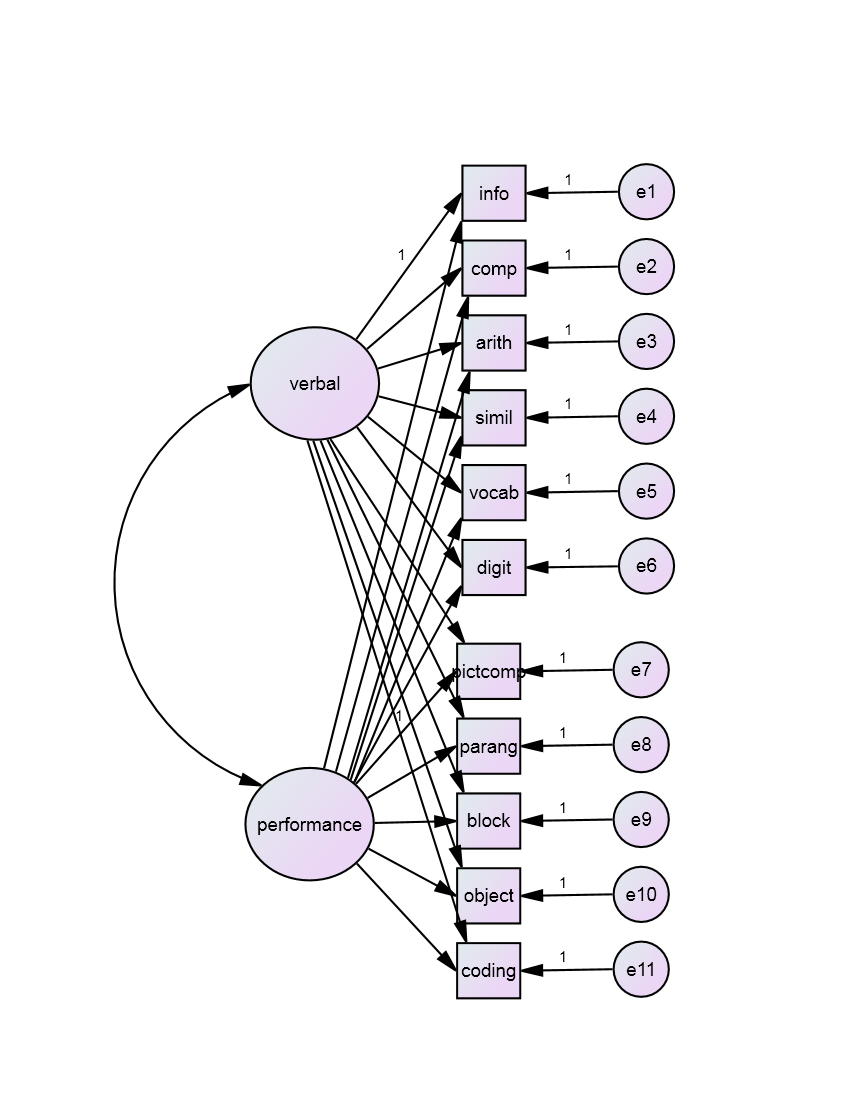 info
1
e1
1
comp
1
e2
arith
1
e3
verbal
simil
1
e4
vocab
1
e5
digit
1
e6
pictcomp
1
e7
1
parang
1
e8
performance
block
1
e9
object
1
e10
coding
1
e11